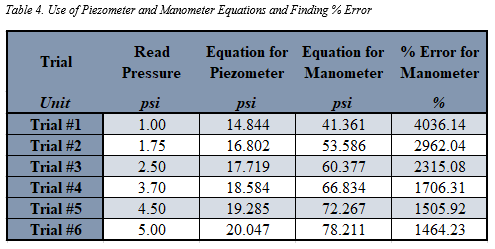 Table 4. Use of Piezometer and Manometer Equations and Finding % Error
Trial Read Pressure Equation for Piezometer Equation for Manometer % Error for Manometer
Unit psi psi psi %
Trial #1 1.00 14.844 41.361 4036.14
Trial #2 1.75 16.802 53.586 2962.04
Trial #3 2.50 17.719 60.377 2315.08
Trial #4 3.70 18.584 66.834 1706.31
Trial #5 4.50 19.285 72.267 1505.92
Trial #6 5.00 20.047 78.211 1464.23